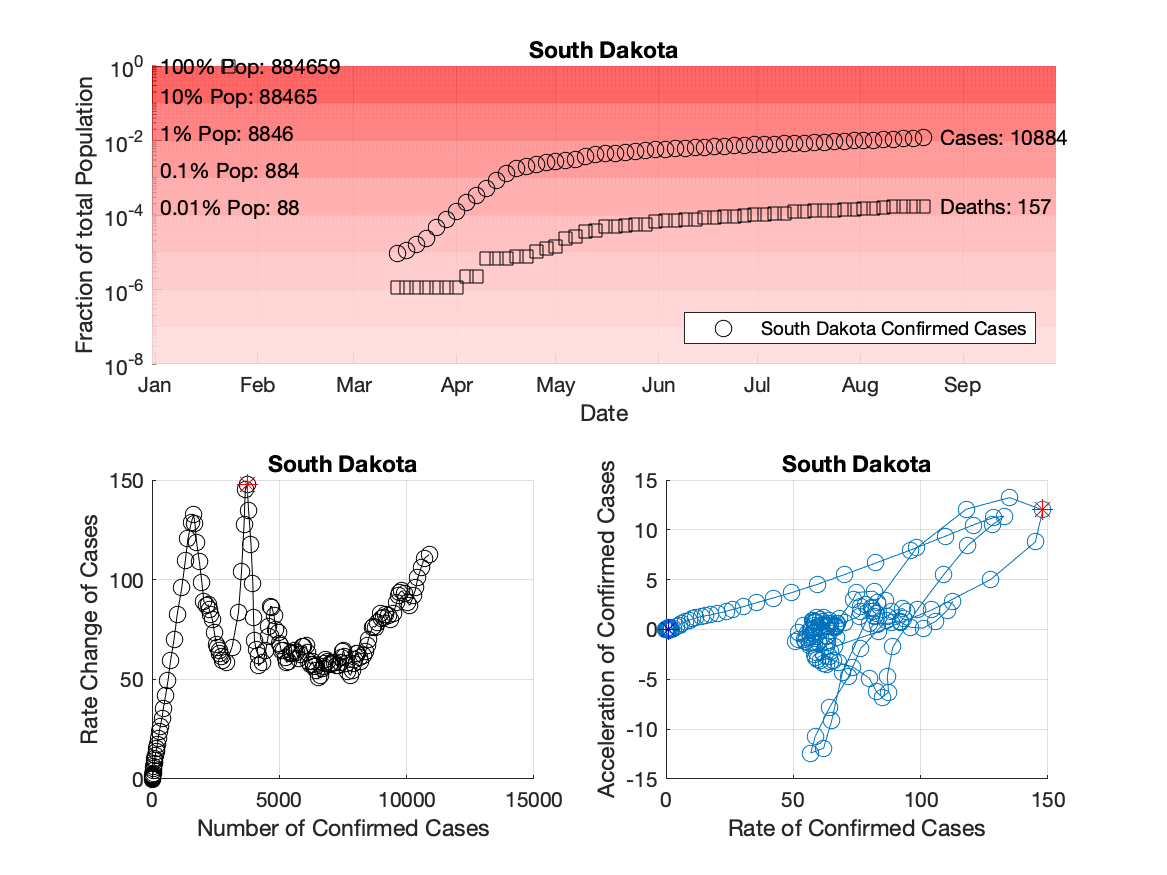 South Dakota
Fraction of total Population
10^0
10^-2
10^-4
10^-6
10^-8
100% Pop: 884659
10% Pop: 88465
1% Pop: 8846
0.1% Pop: 884
0.01% Pop: 88
Cases: 10884
Deaths: 157
South Dakota Confirmed Cases
Jan Feb Mar Apr May Jun Jul Aug Sep
Date
South Dakota
Rate Change of Cases
150
100
50
0
0 5000 10000 15000
Number of Confirmed Cases
South Dakota
Acceleration of Confirmed Cases
15
10
5
0
-5
-10
-15
0 50 100 150
Rate of Confirmed Cases